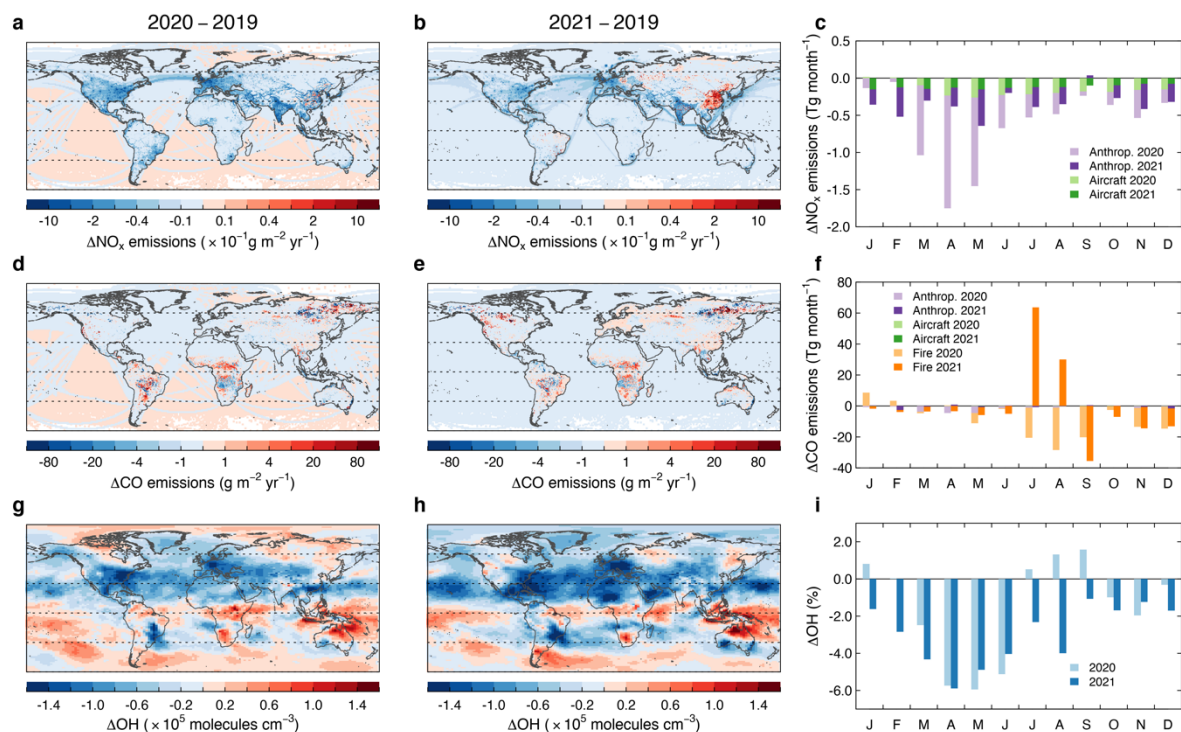 2020 – 2019
2021 – 2019
a
b
c
ΔNOx emissions (Tg month⁻¹)
0.5
0.0
-0.5
-1.0
-1.5
-2.0
Anthrop. 2020
Anthrop. 2021
Aircraft 2020
Aircraft 2021
J F M A M J J A S O N D
-10 -2 -0.4 -0.1 0.1 0.4 2 10
ΔNOx emissions ( × 10⁻¹g m⁻² yr⁻¹)
-10 -2 -0.4 -0.1 0.1 0.4 2 10
ΔNOx emissions ( × 10⁻¹g m⁻² yr⁻¹)
d
e
f
ΔCO emissions (Tg month⁻¹)
80
60
40
20
0
-20
-40
Anthrop. 2020
Anthrop. 2021
Aircraft 2020
Aircraft 2021
Fire 2020
Fire 2021
J F M A M J J A S O N D
-80 -20 -4 -1 1 4 20 80
ΔCO emissions (g m⁻² yr⁻¹)
-80 -20 -4 -1 1 4 20 80
ΔCO emissions (g m⁻² yr⁻¹)
g
h
i
ΔOH (%)
2.0
0.0
-2.0
-4.0
-6.0
2020
2021
J F M A M J J A S O N D
-1.4 -1.0 -0.6 -0.2 0.2 0.6 1.0 1.4
ΔOH ( × 10⁵ molecules cm⁻³)
-1.4 -1.0 -0.6 -0.2 0.2 0.6 1.0 1.4
ΔOH ( × 10⁵ molecules cm⁻³)